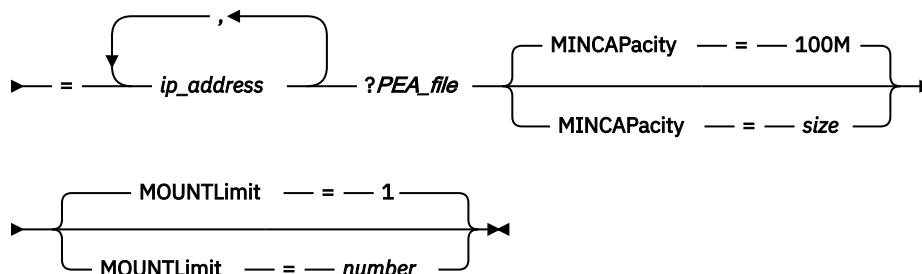 ,
= ip_address ?PEA_file
MINCAPacity = 100M
MINCAPacity = size
MOUNTLimit = 1
MOUNTLimit = number